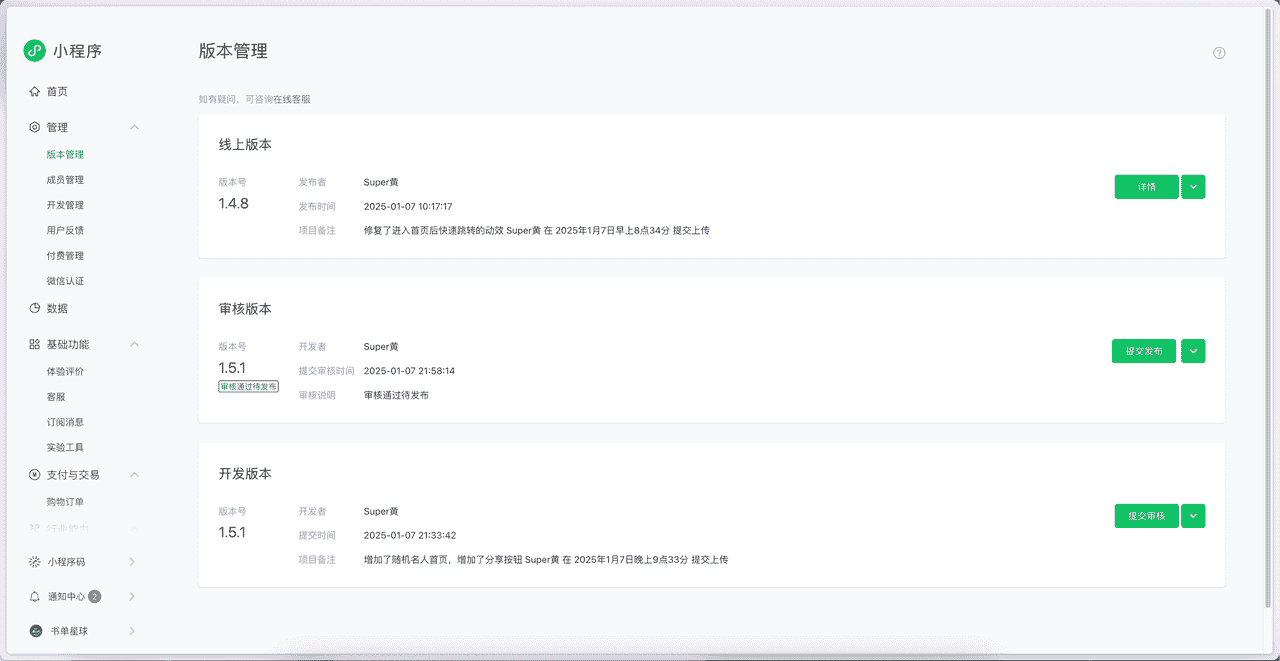 小程序
首页
管理
版本管理
成员管理
开发管理
用户反馈
付费管理
微信认证
数据
基础功能
体验评价
客服
订阅消息
实验工具
支付与交易
购物订单
行业能力
小程序码
通知中心 2
书单星球
版本管理
如有疑问，可咨询在线客服
线上版本
版本号
1.4.8
发布者 Super黄
发布时间 2025-01-07 10:17:17
项目备注 修复了进入首页后快速跳转的动效 Super黄 在 2025年1月7日早上8点34分 提交上传
详情
审核版本
版本号
1.5.1
审核通过待发布
开发者 Super黄
提交审核时间 2025-01-07 21:58:14
审核说明 审核通过待发布
提交发布
开发版本
版本号
1.5.1
开发者 Super黄
提交时间 2025-01-07 21:33:42
项目备注 增加了随机名人首页，增加了分享按钮 Super黄 在 2025年1月7日晚上9点33分 提交上传
提交审核